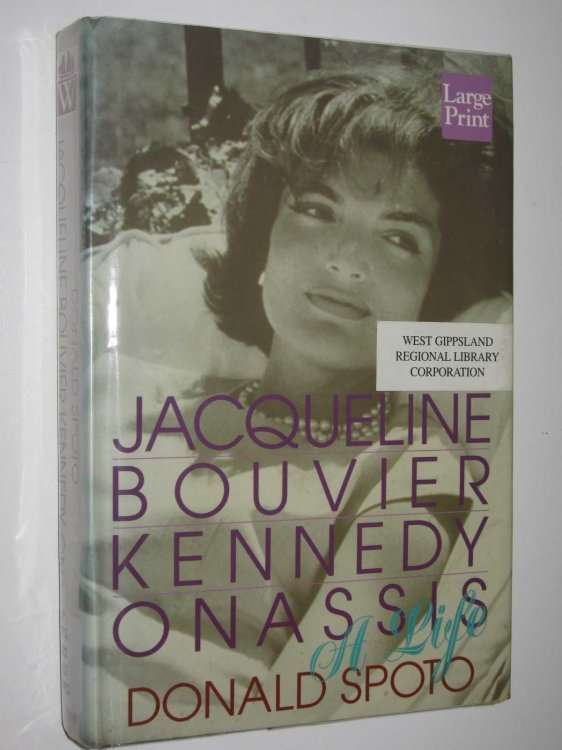 Large
Print
WEST GIPPSLAND
REGIONAL LIBRARY
CORPORATION
JACQUELINE
BOUVIER
KENNEDY
ONASSIS
A Life
DONALD SPOTO
W
JACQUELINE BOUVIER KENNEDY
DONALD SPOTO